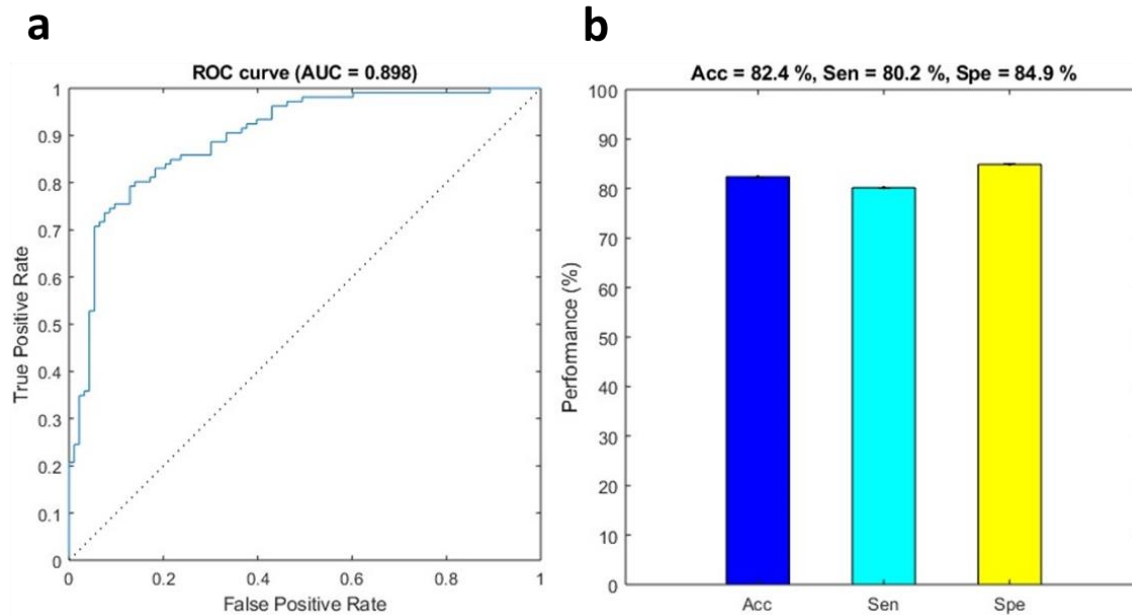 a
ROC curve (AUC = 0.898)
True Positive Rate
1
0.9
0.8
0.7
0.6
0.5
0.4
0.3
0.2
0.1
0
0
0.2
0.4
0.6
0.8
1
False Positive Rate
b
Acc = 82.4 %, Sen = 80.2 %, Spe = 84.9 %
Performance (%)
100
90
80
70
60
50
40
30
20
10
0
Acc
Sen
Spe